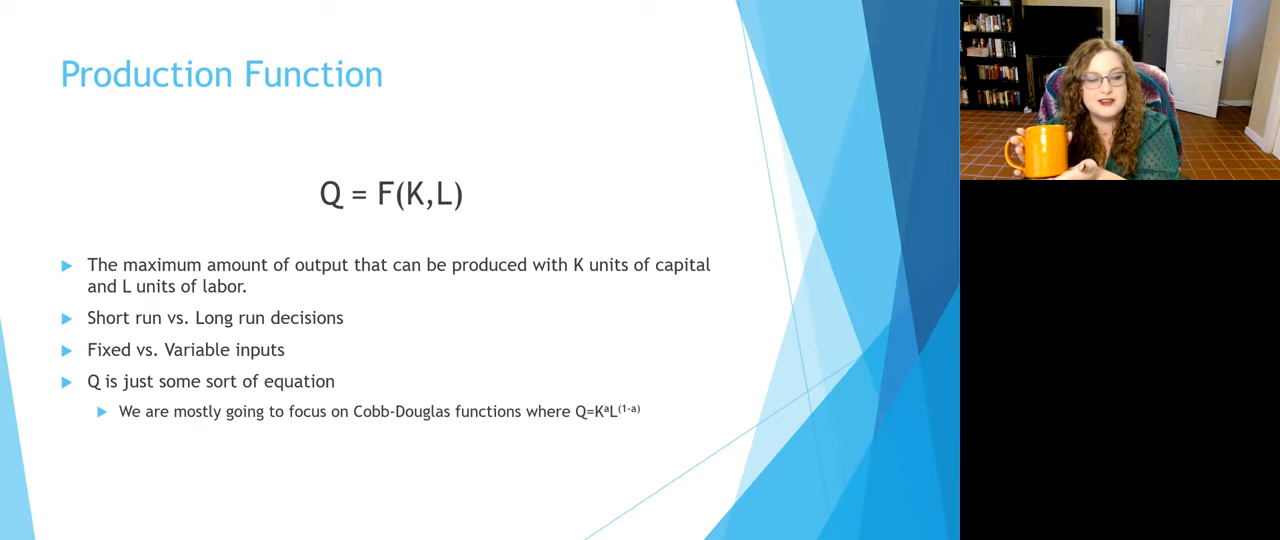 Production Function
Q = F(K,L)
The maximum amount of output that can be produced with K units of capital
and L units of labor.
Short run vs. Long run decisions
Fixed vs. Variable inputs
Q is just some sort of equation
We are mostly going to focus on Cobb-Douglas functions where Q=KᵃL⁽¹⁻ᵃ⁾